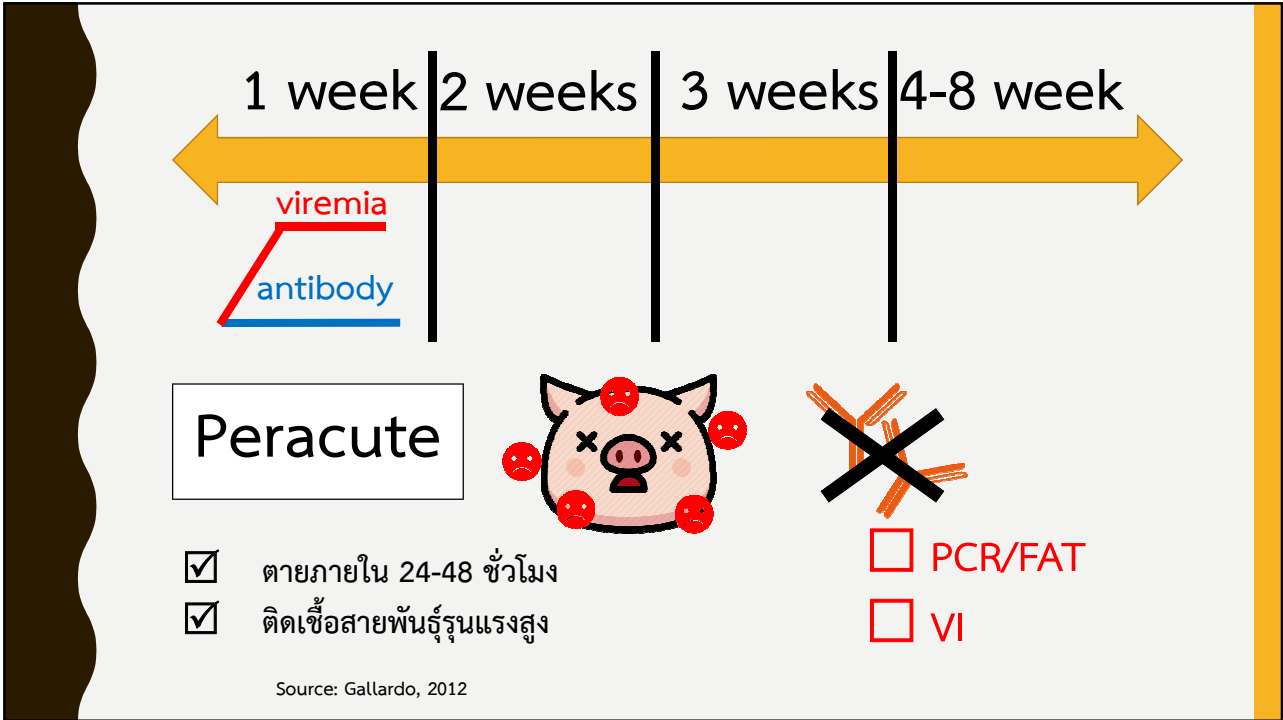 1 week 2 weeks 3 weeks 4-8 week
viremia
antibody
Peracute
ตายภายใน 24-48 ชั่วโมง
ติดเชื้อสายพันธุ์รุนแรงสูง
PCR/FAT
VI
Source: Gallardo, 2012